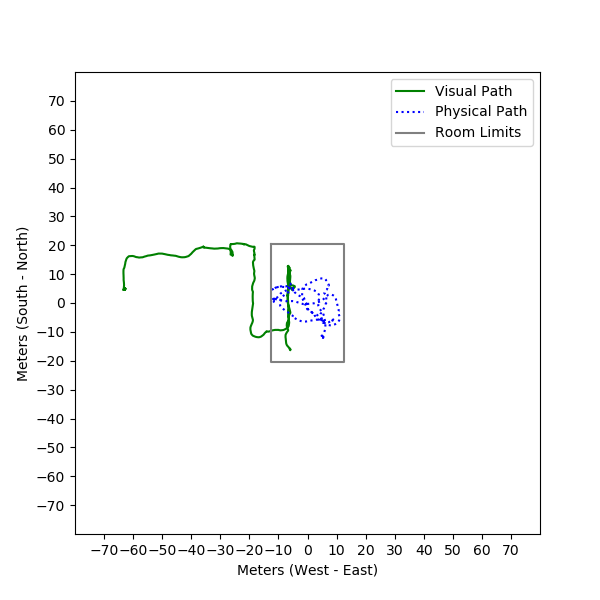 Visual Path
Physical Path
Room Limits
70
60
50
40
30
20
10
0
−10
−20
−30
−40
−50
−60
−70
Meters (South - North)
−70 −60 −50 −40 −30 −20 −10 0 10 20 30 40 50 60 70
Meters (West - East)